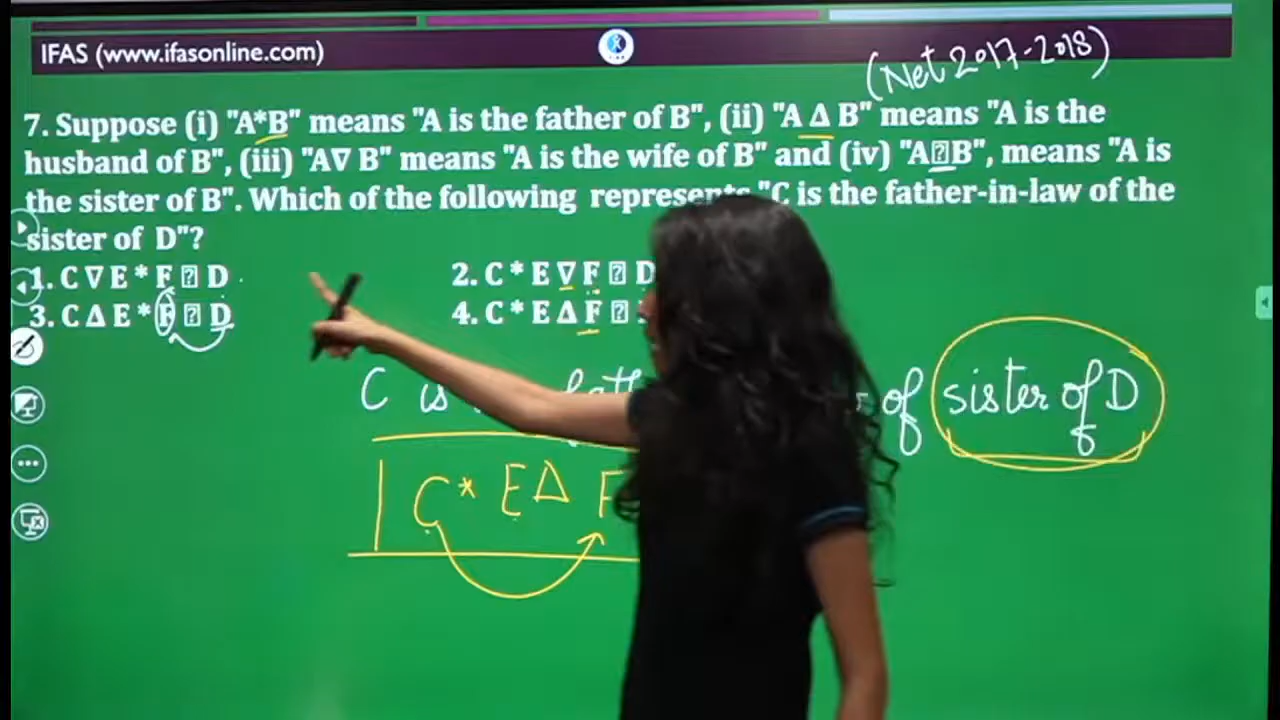 IFAS (www.ifasonline.com)
(Net 2017-2018)
7. Suppose (i) "A*B" means "A is the father of B", (ii) "A Δ B" means "A is the
husband of B", (iii) "A∇ B" means "A is the wife of B" and (iv) "A⍰B", means "A is
the sister of B". Which of the following represents "C is the father-in-law of the
sister of D"?
1. C ∇ E * F ⍰ D
2. C * E ∇ F ⍰ D
3. C Δ E * F ⍰ D
4. C * E Δ F ⍰
C is of sister of D
C * E Δ F